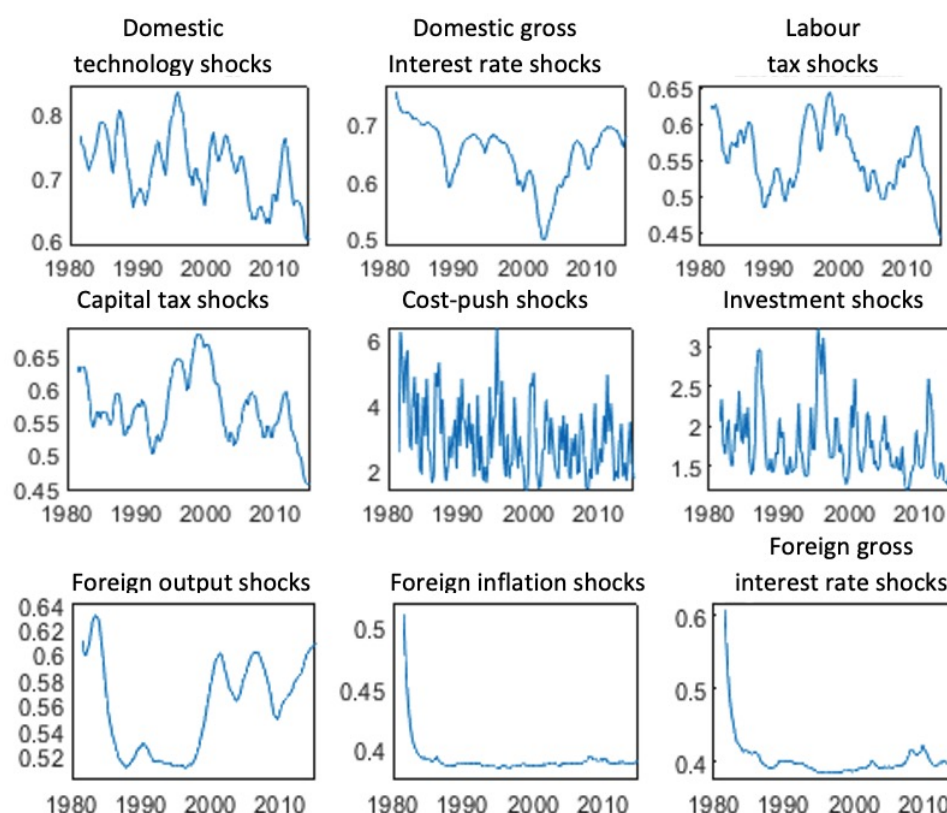 Domestic
technology shocks
Domestic gross
Interest rate shocks
Labour
tax shocks
0.8
0.7
0.6
1980 1990 2000 2010
0.7
0.6
0.5
1980 1990 2000 2010
0.65
0.6
0.55
0.5
0.45
1980 1990 2000 2010
Capital tax shocks
Cost-push shocks
Investment shocks
0.65
0.6
0.55
0.5
0.45
1980 1990 2000 2010
6
4
2
1980 1990 2000 2010
3
2.5
2
1.5
1980 1990 2000 2010
Foreign output shocks
Foreign inflation shocks
Foreign gross
interest rate shocks
0.64
0.62
0.6
0.58
0.56
0.54
0.52
1980 1990 2000 2010
0.5
0.45
0.4
1980 1990 2000 2010
0.6
0.5
0.4
1980 1990 2000 2010